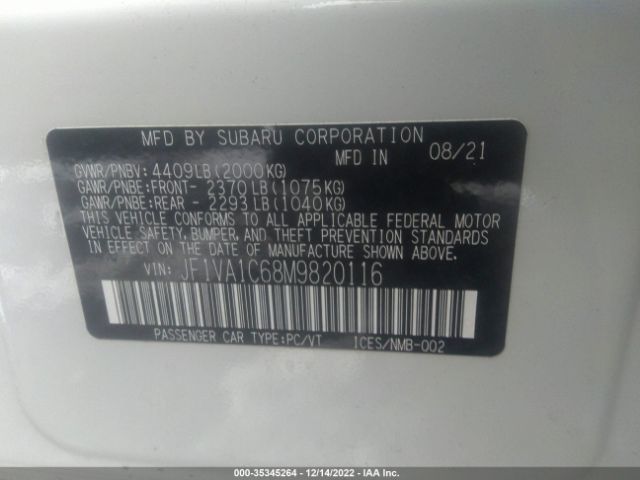 MFD BY SUBARU CORPORATION
MFD IN 08/21
GVWR/PNBV: 4409LB(2000KG)
GAWR/PNBE:FRONT- 2370LB(1075KG)
GAWR/PNBE:REAR - 2293LB(1040KG)
THIS VEHICLE CONFORMS TO ALL APPLICABLE FEDERAL MOTOR
VEHICLE SAFETY, BUMPER, AND THEFT PREVENTION STANDARDS
IN EFFECT ON THE DATE OF MANUFACTURE SHOWN ABOVE.
VIN: JF1VA1C68M9820116
PASSENGER CAR TYPE:PC/VT ICES/NMB-002
000-35345264 - 12/14/2022 - IAA Inc.